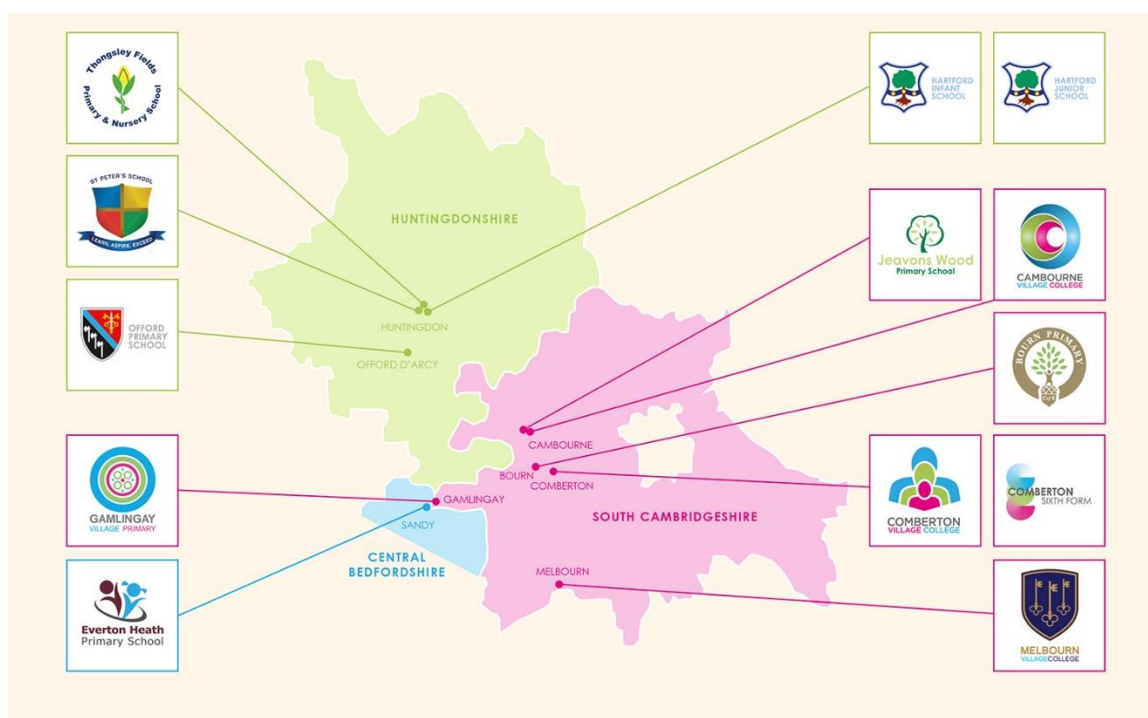 Thongsley Fields
Primary & Nursery School
ST PETER'S SCHOOL
LEARN, ASPIRE, EXCEED
OFFORD
PRIMARY
SCHOOL
GAMLINGAY
VILLAGE PRIMARY
Everton Heath
Primary School
HUNTINGDONSHIRE
HUNTINGDON
OFFORD D'ARCY
CAMBOURNE
BOURN
COMBERTON
GAMLINGAY
SANDY
SOUTH CAMBRIDGESHIRE
CENTRAL
BEDFORDSHIRE
MELBOURN
HARTFORD
INFANT
SCHOOL
HARTFORD
JUNIOR
SCHOOL
Jeavons Wood
Primary School
CAMBOURNE
VILLAGE COLLEGE
BOURN PRIMARY
CofE
COMBERTON
VILLAGE COLLEGE
COMBERTON
SIXTH FORM
MELBOURN
VILLAGECOLLEGE